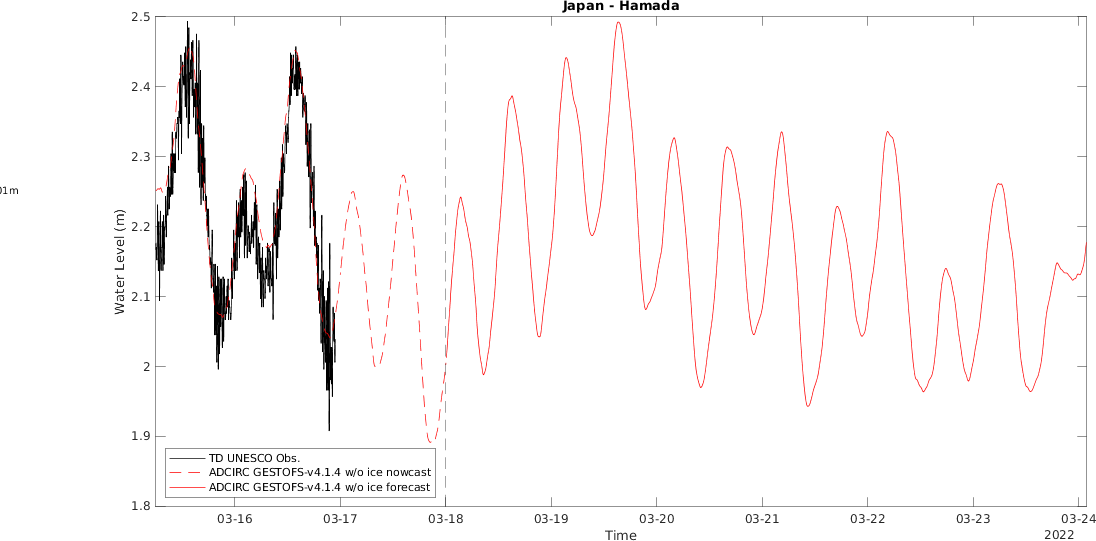 Japan - Hamada
2.5
2.4
2.3
01m
2.2
Water Level (m)
2.1
2
1.9
TD UNESCO Obs.
ADCIRC GESTOFS-v4.1.4 w/o ice nowcast
ADCIRC GESTOFS-v4.1.4 w/o ice forecast
1.8
03-16 03-17 03-18 03-19 03-20 03-21 03-22 03-23 03-24
Time 2022